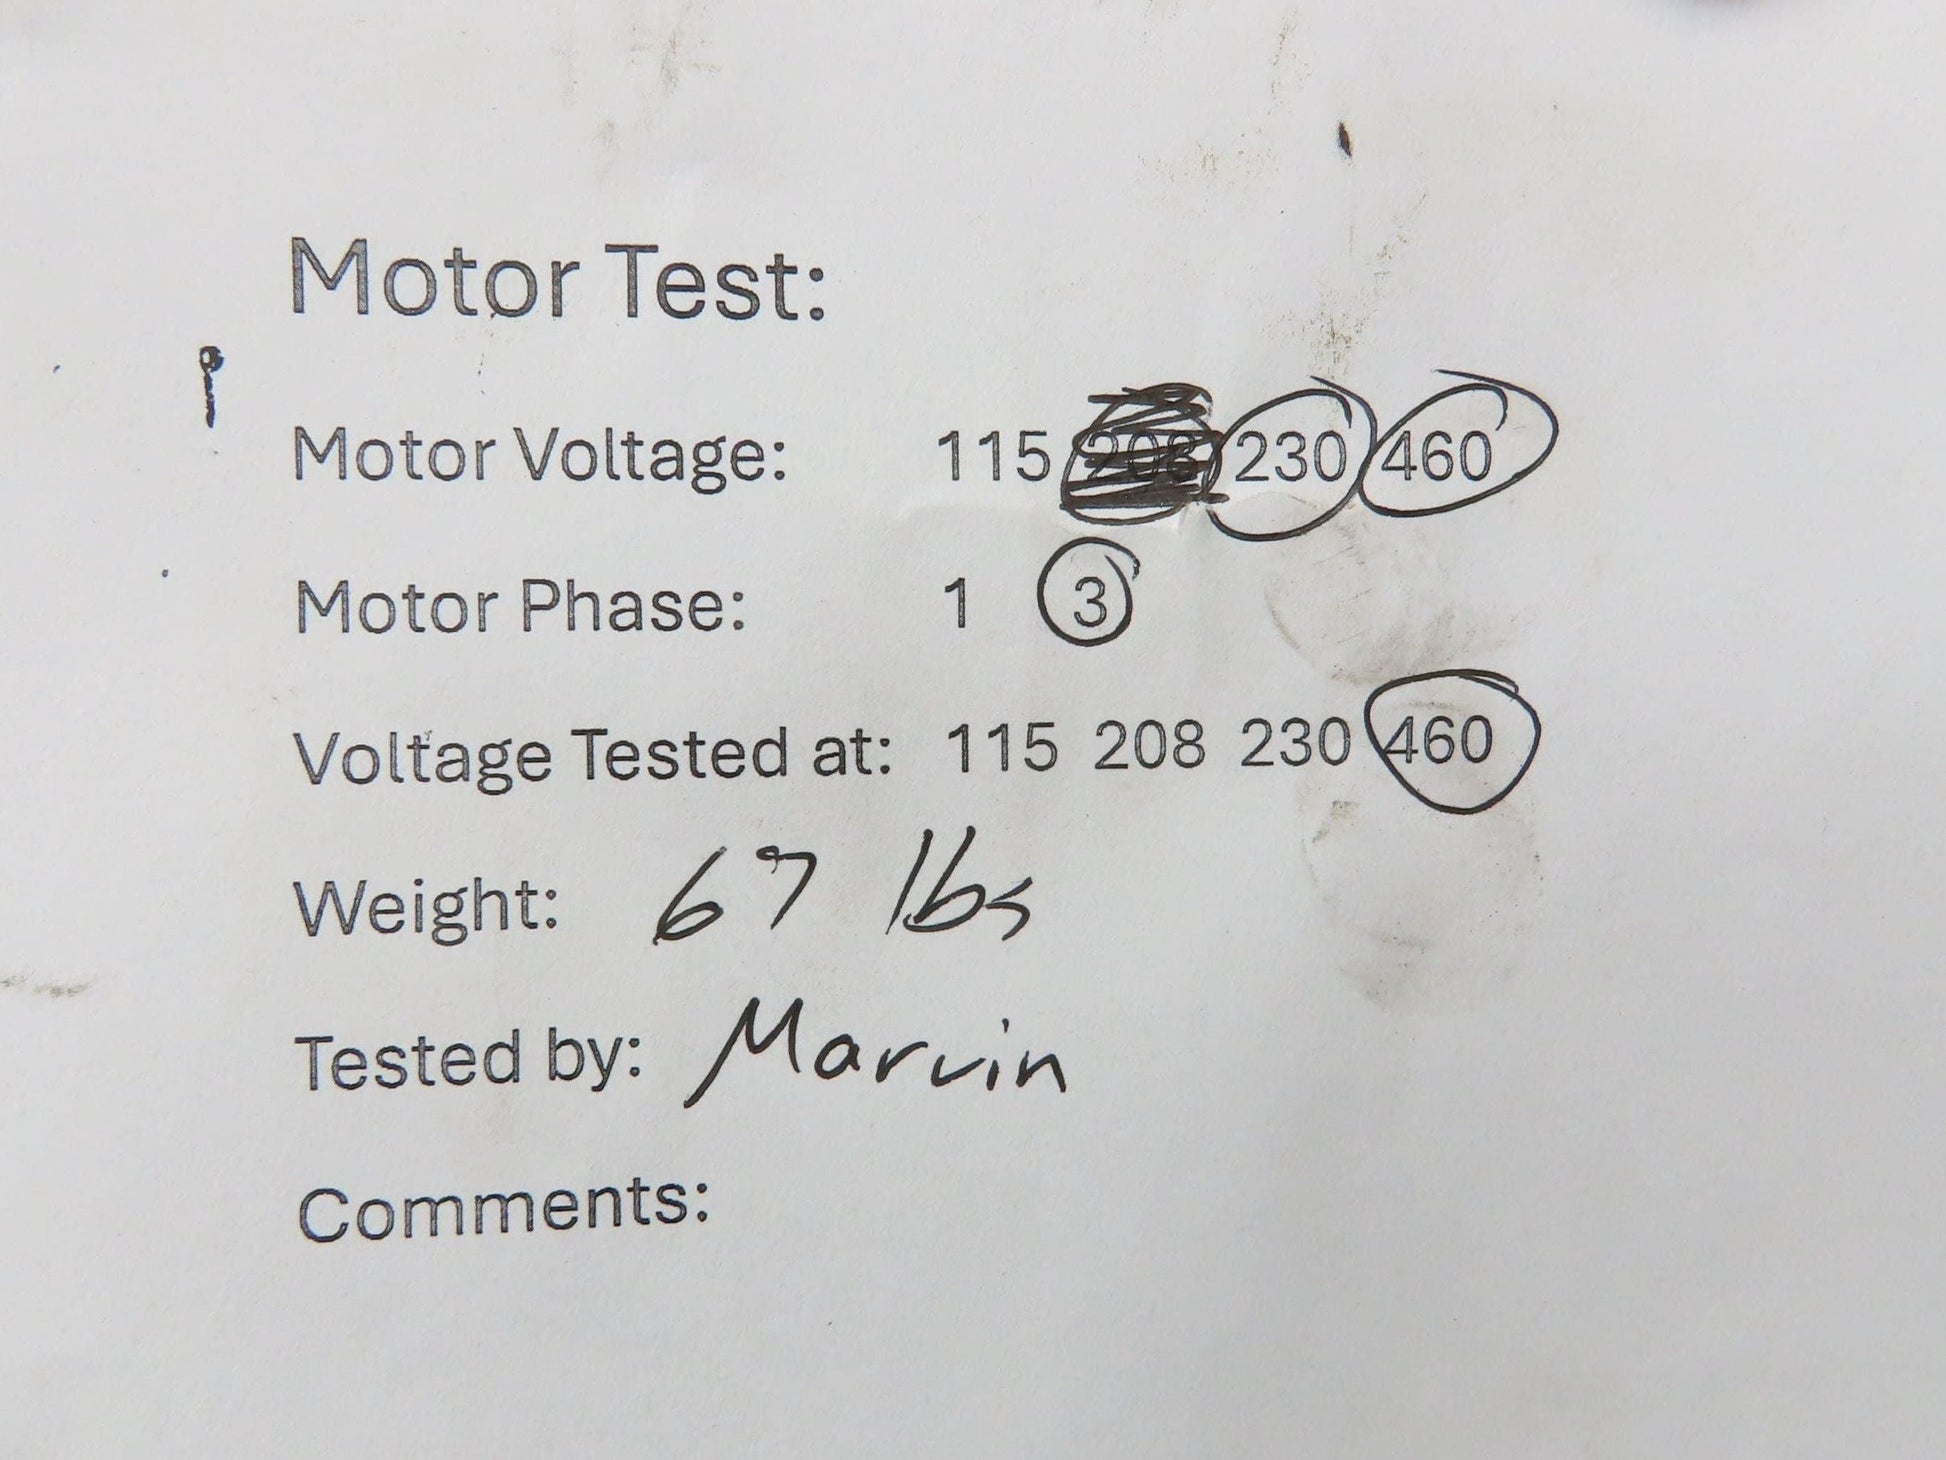 Motor Test:
Motor Voltage: 115 208 230 460
Motor Phase: 1 3
Voltage Tested at: 115 208 230 460
Weight: 67 lbs
Tested by: Marvin
Comments: